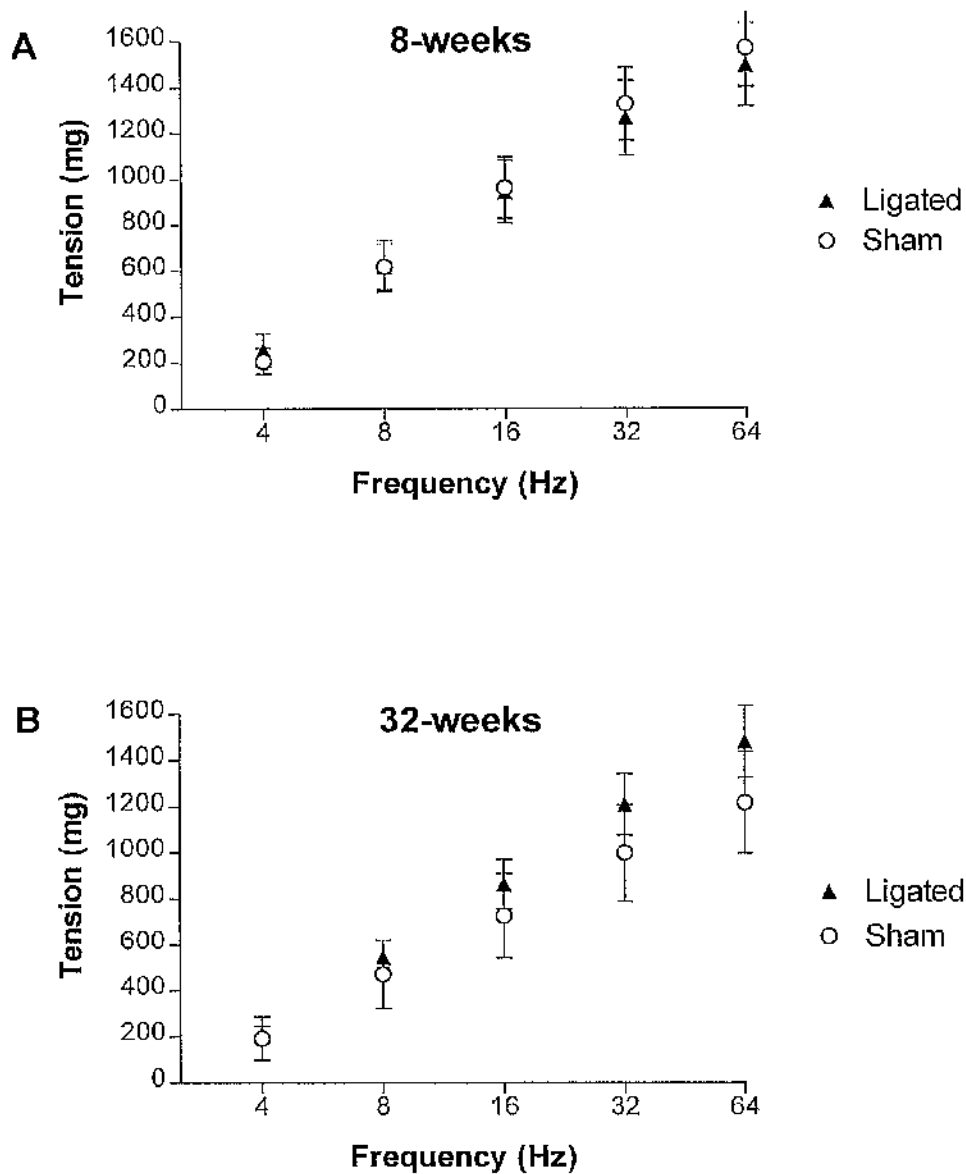 A
8-weeks
1600
1400
1200
1000
800
600
400
200
0
Tension (mg)
4 8 16 32 64
Frequency (Hz)
Ligated
Sham
B
32-weeks
1600
1400
1200
1000
800
600
400
200
0
Tension (mg)
4 8 16 32 64
Frequency (Hz)
Ligated
Sham